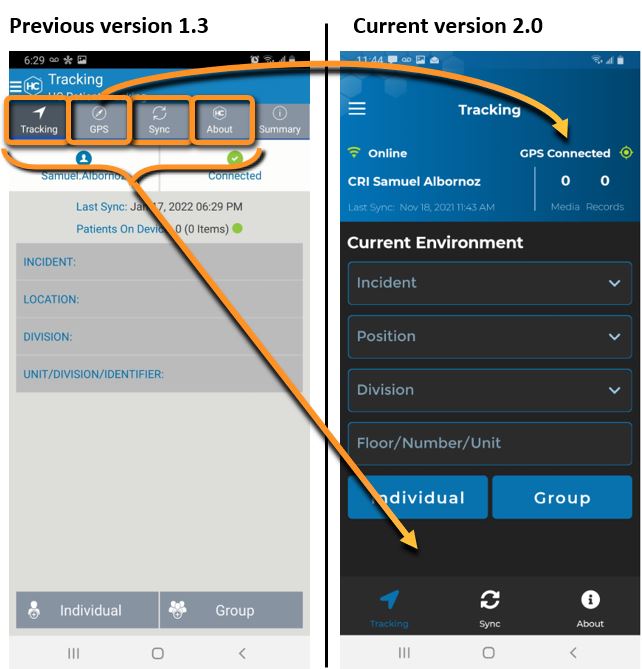 Previous version 1.3
Current version 2.0
6:29
Tracking
HC
Tracking
GPS
Sync
HC
About
Summary
Samuel.Albornoz
Connected
Last Sync: Jan 17, 2022 06:29 PM
Patients On Device: 0 (0 Items)
INCIDENT:
LOCATION:
DIVISION:
UNIT/DIVISION/IDENTIFIER:
Individual
Group
11:44
Tracking
Online
GPS Connected
CRI Samuel Albornoz
0 0
Last Sync: Nov 18, 2021 11:43 AM
Media Records
Current Environment
Incident
Position
Division
Floor/Number/Unit
Individual
Group
Tracking
Sync
About